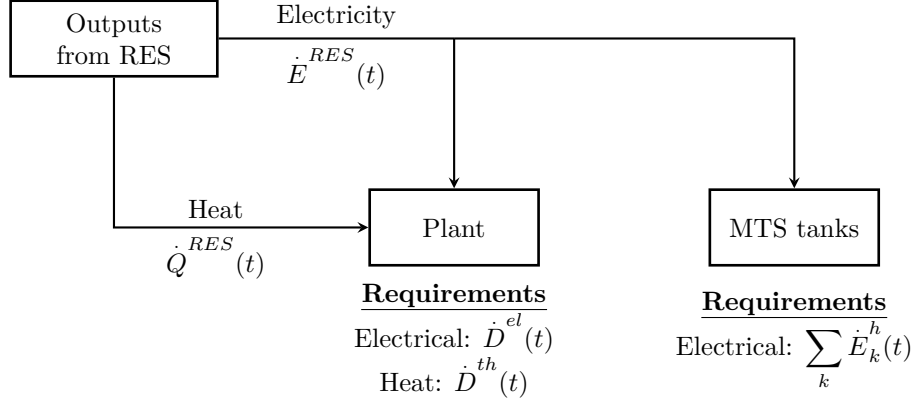 Outputs
from RES
Electricity
Ė^{RES}(t)
Heat
Q̇^{RES}(t)
Plant
MTS tanks
Requirements
Electrical: Ḋ^{el}(t)
Heat: Ḋ^{th}(t)
Requirements
Electrical: ∑_k Ė_k^h(t)